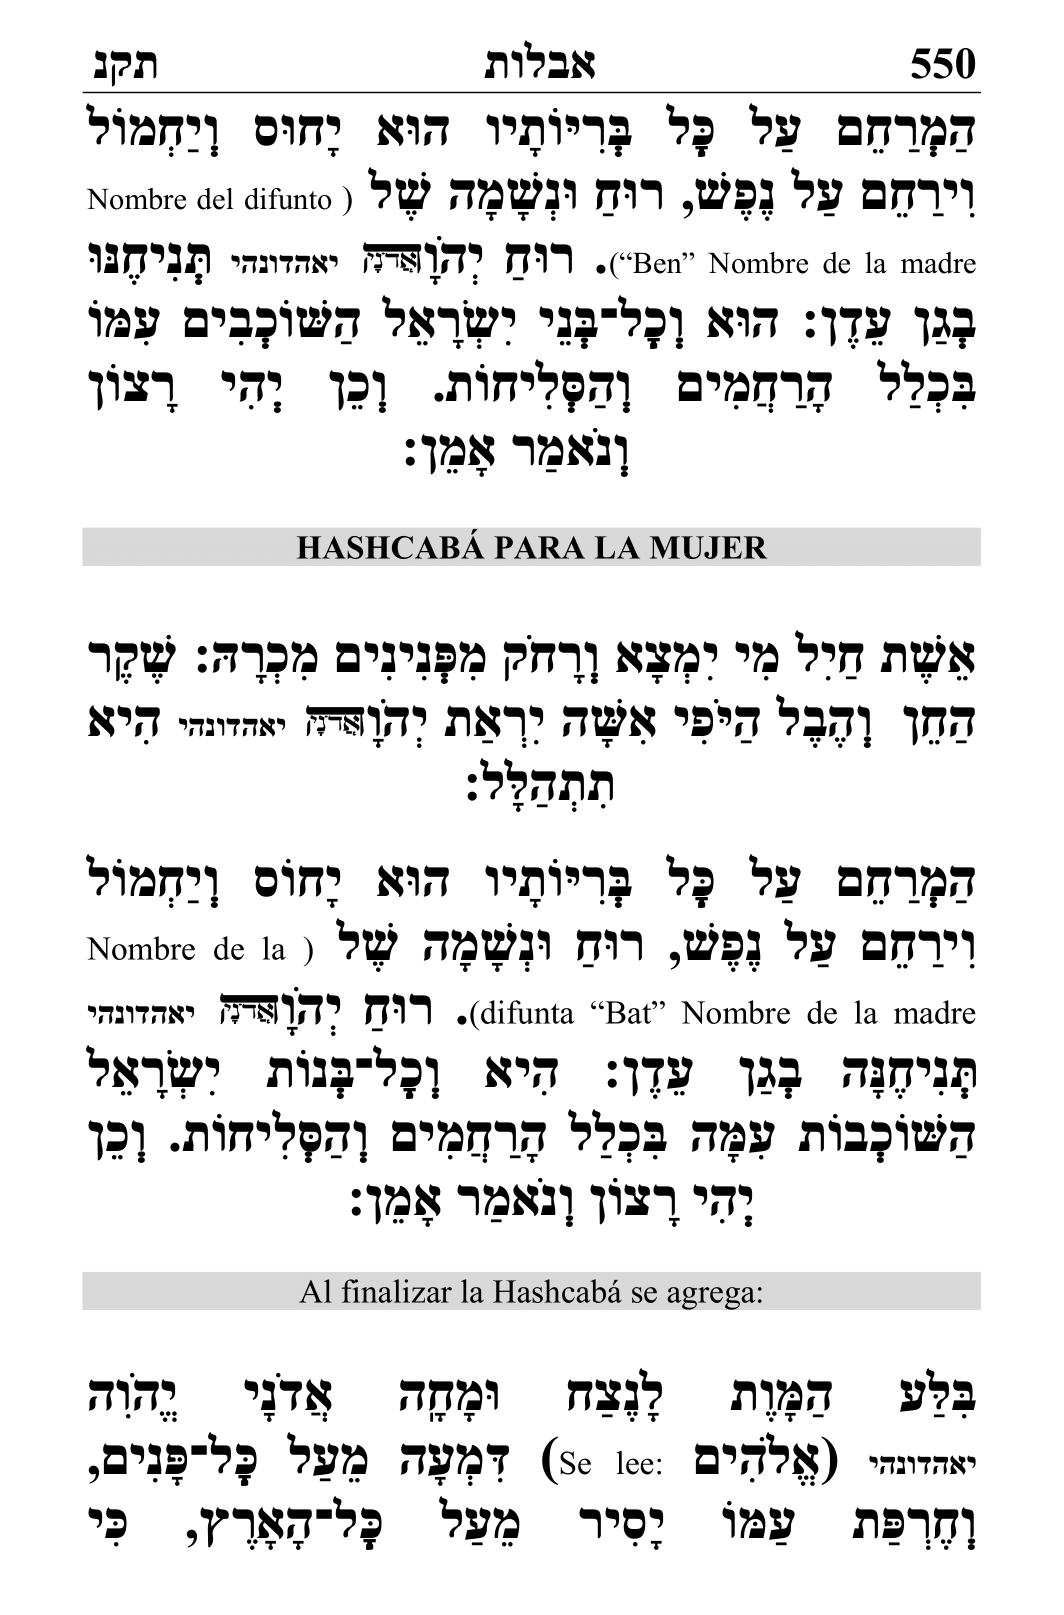 550 אבלות תקנ
הַמְרַחֵם עַל כָּל בְּרִיּוֹתָיו הוּא יָחוּס וְיַחְמוֹל
וִירַחֵם עַל נֶפֶשׁ, רוּחַ וּנְשָׁמָה שֶׁל ( Nombre del difunto
“Ben” Nombre de la madre). רוּחַ יְהֹוָאֲדֹנָיה יאהדונהי תְּנִיחֶנּוּ
בְגַן עֵדֶן: הוּא וְכָל־בְּנֵי יִשְׂרָאֵל הַשּׁוֹכְבִים עִמּוֹ
בִּכְלַל הָרַחֲמִים וְהַסְּלִיחוֹת. וְכֵן יְהִי רָצוֹן
וְנֹאמַר אָמֵן:
HASHCABÁ PARA LA MUJER
אֵשֶׁת חַיִל מִי יִמְצָא וְרָחֹק מִפְּנִינִים מִכְרָהּ: שֶׁקֶר
הַחֵן וְהֶבֶל הַיֹּפִי אִשָּׁה יִרְאַת יְהֹוָאֲדֹנָיה יאהדונהי הִיא
תִתְהַלָּל:
הַמְרַחֵם עַל כָּל בְּרִיּוֹתָיו הוּא יָחוֹס וְיַחְמוֹל
וִירַחֵם עַל נֶפֶשׁ, רוּחַ וּנְשָׁמָה שֶׁל ( Nombre de la
difunta “Bat” Nombre de la madre). רוּחַ יְהֹוָאֲדֹנָיה יאהדונהי
תְּנִיחֶנָּה בְגַן עֵדֶן: הִיא וְכָל־בְּנוֹת יִשְׂרָאֵל
הַשּׁוֹכְבוֹת עִמָּהּ בִּכְלַל הָרַחֲמִים וְהַסְּלִיחוֹת. וְכֵן
יְהִי רָצוֹן וְנֹאמַר אָמֵן:
Al finalizar la Hashcabá se agrega:
בִּלַּע הַמָּוֶת לָנֶצַח וּמָחָה אֲדֹנָי יֱהֹוִה
יאהדונהי (Se lee: אֱלֹהִים) דִּמְעָה מֵעַל כָּל־פָּנִים,
וְחֶרְפַּת עַמּוֹ יָסִיר מֵעַל כָּל־הָאָרֶץ, כִּי